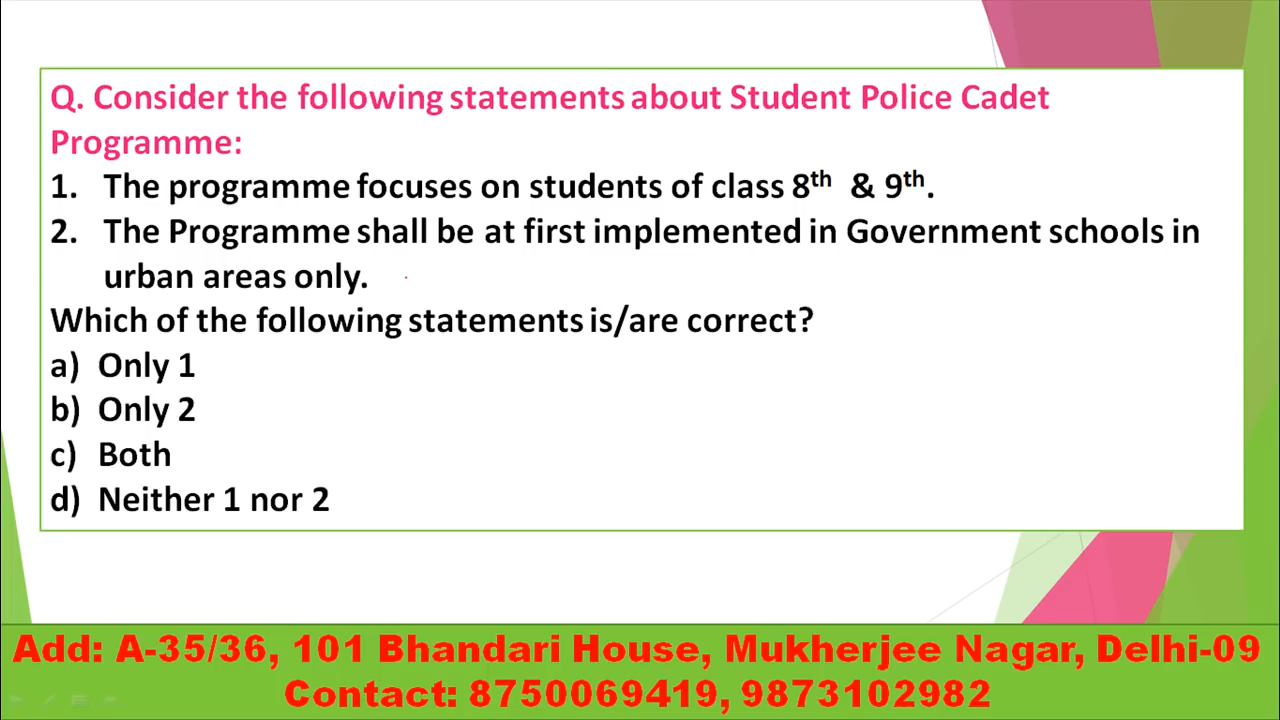 Q. Consider the following statements about Student Police Cadet
Programme:
1. The programme focuses on students of class 8th & 9th.
2. The Programme shall be at first implemented in Government schools in
urban areas only.
Which of the following statements is/are correct?
a) Only 1
b) Only 2
c) Both
d) Neither 1 nor 2
Add: A-35/36, 101 Bhandari House, Mukherjee Nagar, Delhi-09
Contact: 8750069419, 9873102982